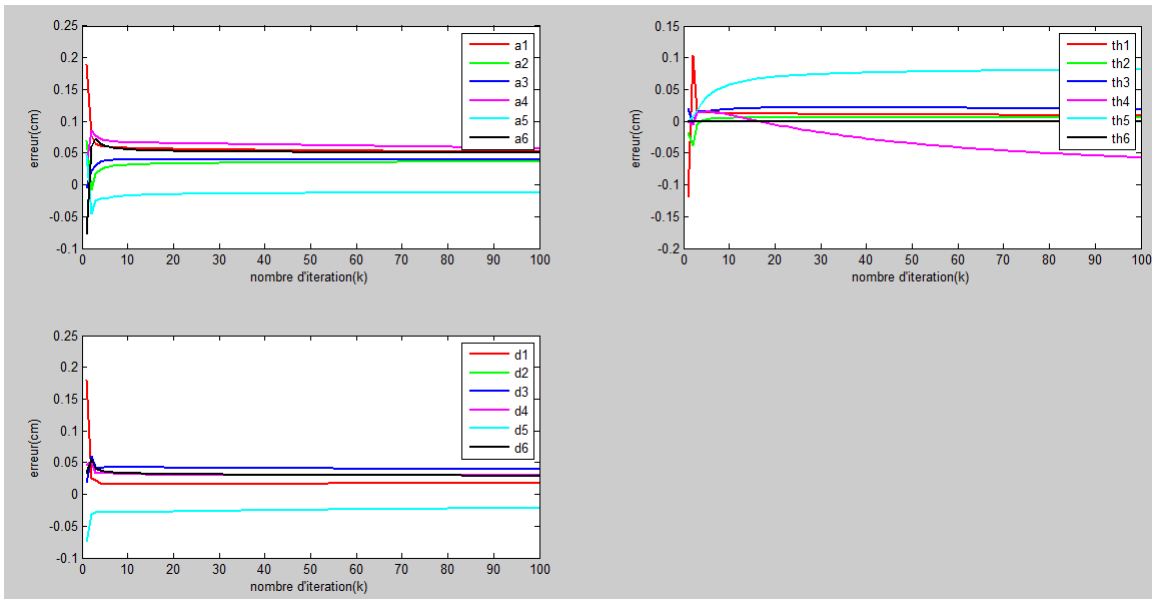 0.25
0.2
0.15
0.1
0.05
0
-0.05
-0.1
erreur(cm)
0 10 20 30 40 50 60 70 80 90 100
nombre d'iteration(k)
a1
a2
a3
a4
a5
a6
0.15
0.1
0.05
0
-0.05
-0.1
-0.15
-0.2
erreur(cm)
0 10 20 30 40 50 60 70 80 90 100
nombre d'iteration(k)
th1
th2
th3
th4
th5
th6
0.25
0.2
0.15
0.1
0.05
0
-0.05
-0.1
erreur(cm)
0 10 20 30 40 50 60 70 80 90 100
nombre d'iteration(k)
d1
d2
d3
d4
d5
d6